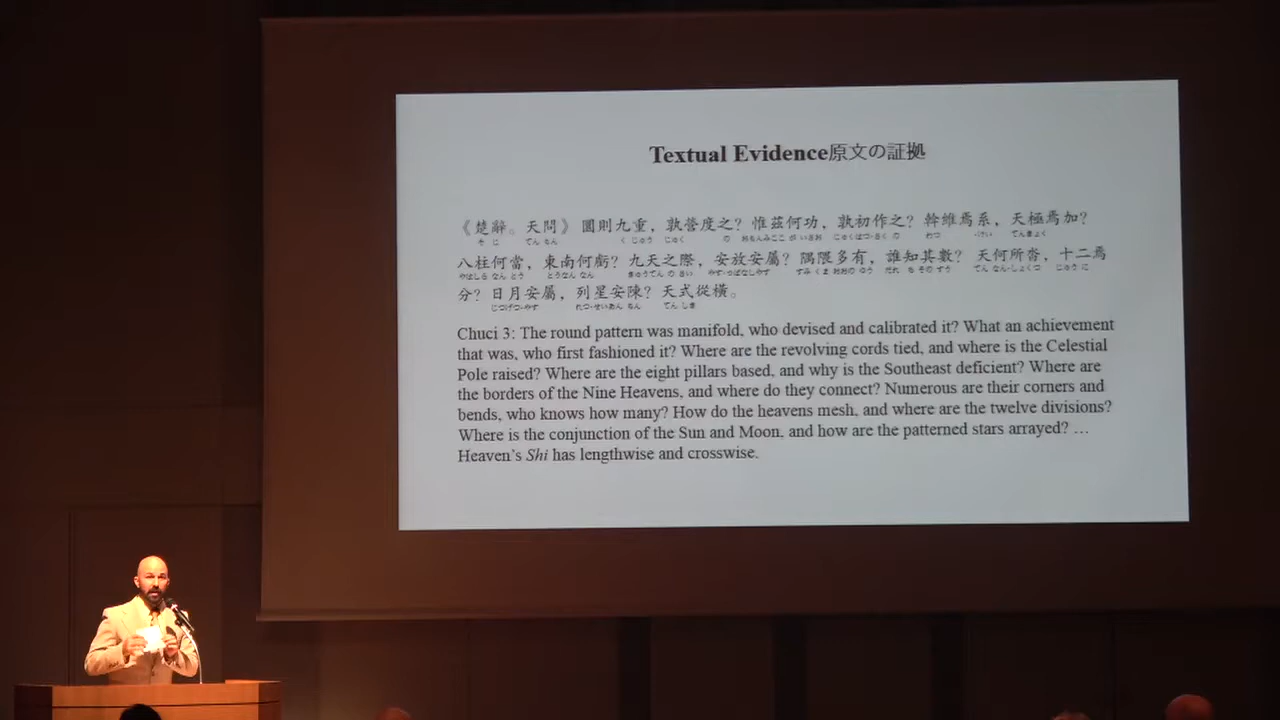 Textual Evidence原文の証拠
《楚辭。天問》 圜則九重，孰營度之？惟茲何功，孰初作之？斡維焉系，天極焉加？
八柱何當，東南何虧？九天之際，安放安屬？隅隈多有，誰知其數？ 天何所沓，十二焉
分？日月安屬，列星安陳？天式從橫。
Chuci 3: The round pattern was manifold, who devised and calibrated it? What an achievement
that was, who first fashioned it? Where are the revolving cords tied, and where is the Celestial
Pole raised? Where are the eight pillars based, and why is the Southeast deficient? Where are
the borders of the Nine Heavens, and where do they connect? Numerous are their corners and
bends, who knows how many? How do the heavens mesh, and where are the twelve divisions?
Where is the conjunction of the Sun and Moon, and how are the patterned stars arrayed? …
Heaven's Shi has lengthwise and crosswise.